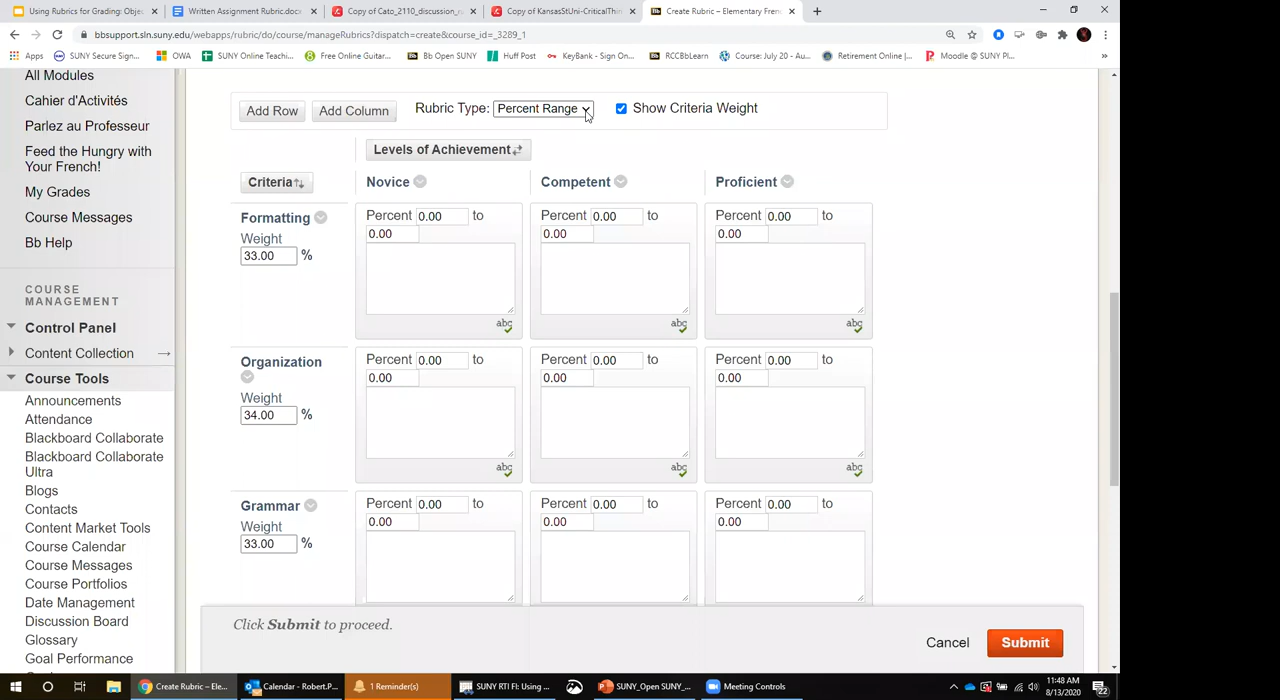 Using Rubrics for Grading: Obje
Written Assignment Rubric.docx
Copy of Cato_2110_discussion_r
Copy of KansasStUni-CriticalThin
Create Rubric – Elementary Fren
bbsupport.sln.suny.edu/webapps/rubric/do/course/manageRubrics?dispatch=create&course_id=_3289_1
Apps
SUNY Secure Sign...
OWA
SUNY Online Teachi...
Free Online Guitar...
Bb Open SUNY
Huff Post
KeyBank - Sign On...
RCCBbLearn
Course: July 20 - Au...
Retirement Online |...
Moodle @ SUNY Pl...
All Modules
Cahier d'Activités
Parlez au Professeur
Feed the Hungry with
Your French!
My Grades
Course Messages
Bb Help
COURSE
MANAGEMENT
Control Panel
Content Collection
Course Tools
Announcements
Attendance
Blackboard Collaborate
Blackboard Collaborate
Ultra
Blogs
Contacts
Content Market Tools
Course Calendar
Course Messages
Course Portfolios
Date Management
Discussion Board
Glossary
Goal Performance
Add Row
Add Column
Rubric Type:
Percent Range
Show Criteria Weight
Levels of Achievement
Criteria
Novice
Competent
Proficient
Formatting
Weight
33.00 %
Percent 0.00 to
0.00
abc
Percent 0.00 to
0.00
abc
Percent 0.00 to
0.00
abc
Organization
Weight
34.00 %
Percent 0.00 to
0.00
abc
Percent 0.00 to
0.00
abc
Percent 0.00 to
0.00
abc
Grammar
Weight
33.00 %
Percent 0.00 to
0.00
Percent 0.00 to
0.00
Percent 0.00 to
0.00
Click Submit to proceed.
Cancel
Submit
Create Rubric – Ele...
Calendar - Robert.P...
1 Reminder(s)
SUNY RTI FI: Using ...
SUNY_Open SUNY_...
Meeting Controls
11:48 AM
8/13/2020
22